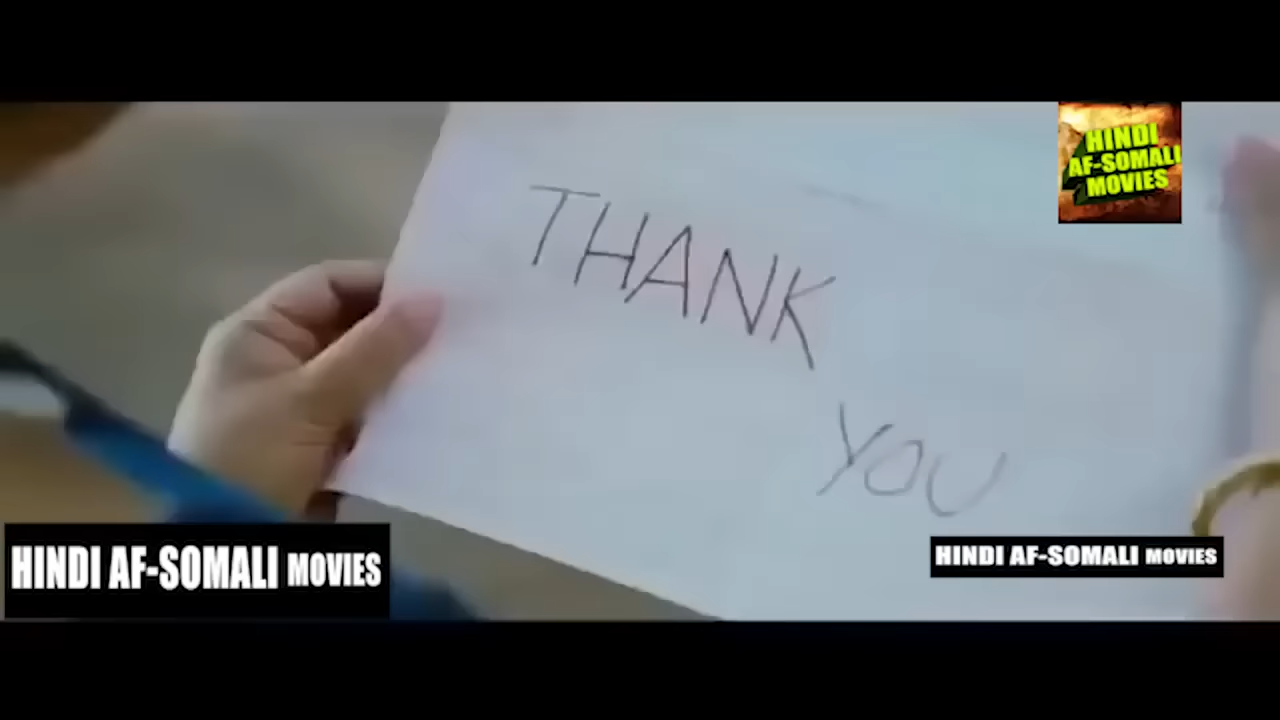 HINDI
AF-SOMALI
MOVIES
THANK
YOU
HINDI AF-SOMALI MOVIES
HINDI AF-SOMALI MOVIES